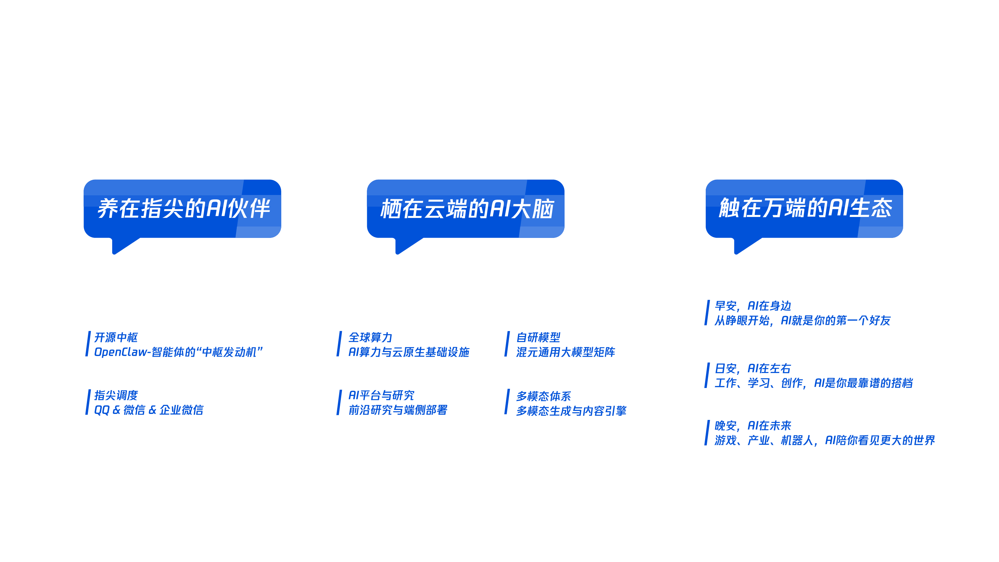 养在指尖的AI伙伴
开源中枢
OpenClaw-智能体的“中枢发动机”
指尖调度
QQ & 微信 & 企业微信
栖在云端的AI大脑
全球算力
AI算力与云原生基础设施
自研模型
混元通用大模型矩阵
AI平台与研究
前沿研究与端侧部署
多模态体系
多模态生成与内容引擎
触在万端的AI生态
早安，AI在身边
从睁眼开始，AI就是你的第一个好友
日安，AI在左右
工作、学习、创作，AI是你最靠谱的搭档
晚安，AI在未来
游戏、产业、机器人，AI陪你看见更大的世界